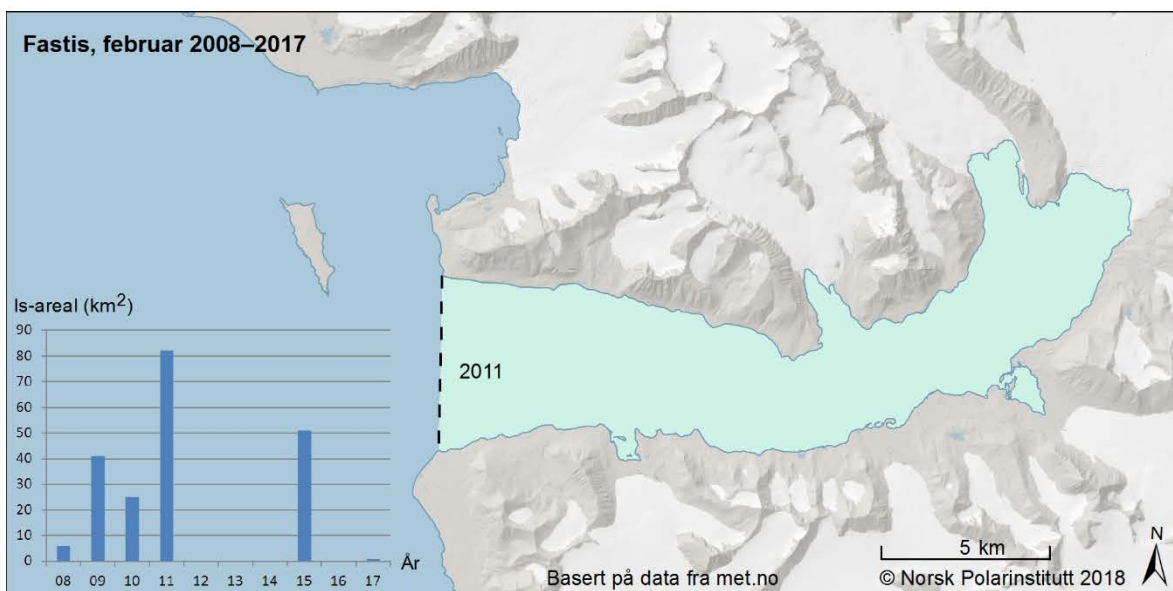 Fastis, februar 2008–2017
Is-areal (km²)
90
80
70
60
50
40
30
20
10
0
08 09 10 11 12 13 14 15 16 17
År
2011
5 km
N
Basert på data fra met.no
© Norsk Polarinstitutt 2018